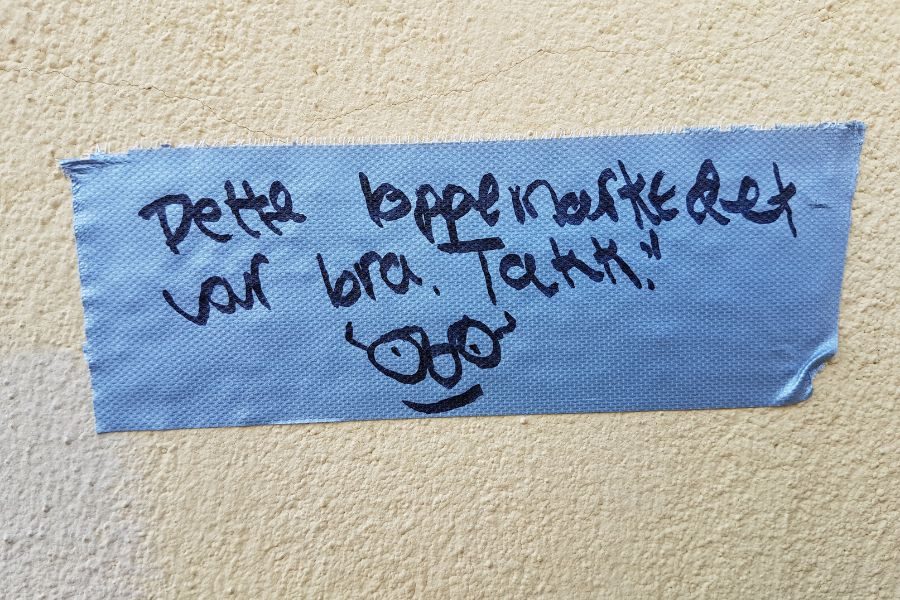 Dette loppemarkedet
var bra. Takk!